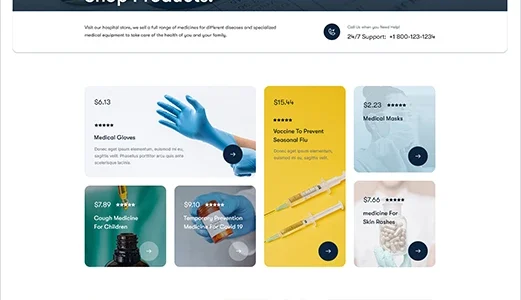 Shop Products.
Visit our hospital store, we sell a full range of medicines for different diseases and specialized
medical equipment to take care of the health of you and your family.
Call Us when you Need Help!
24/7 Support: +1 800-123-1234
$6.13
Medical Gloves
Donec eget ipsum elementum, euismod mi eu,
sagittis velit. Phasellus porttitor arcu quis ante
scelerisque lacinia.
$15.44
Vaccine To Prevent
Seasonal Flu
Donec eget ipsum elementum,
euismod mi eu, sagittis velit.
$2.23
Medical Masks
$7.89
Cough Medicine
For Children
$9.10
Temporary Prevention
Medicine For Covid 19
$7.66
medicine For
Skin Rashes